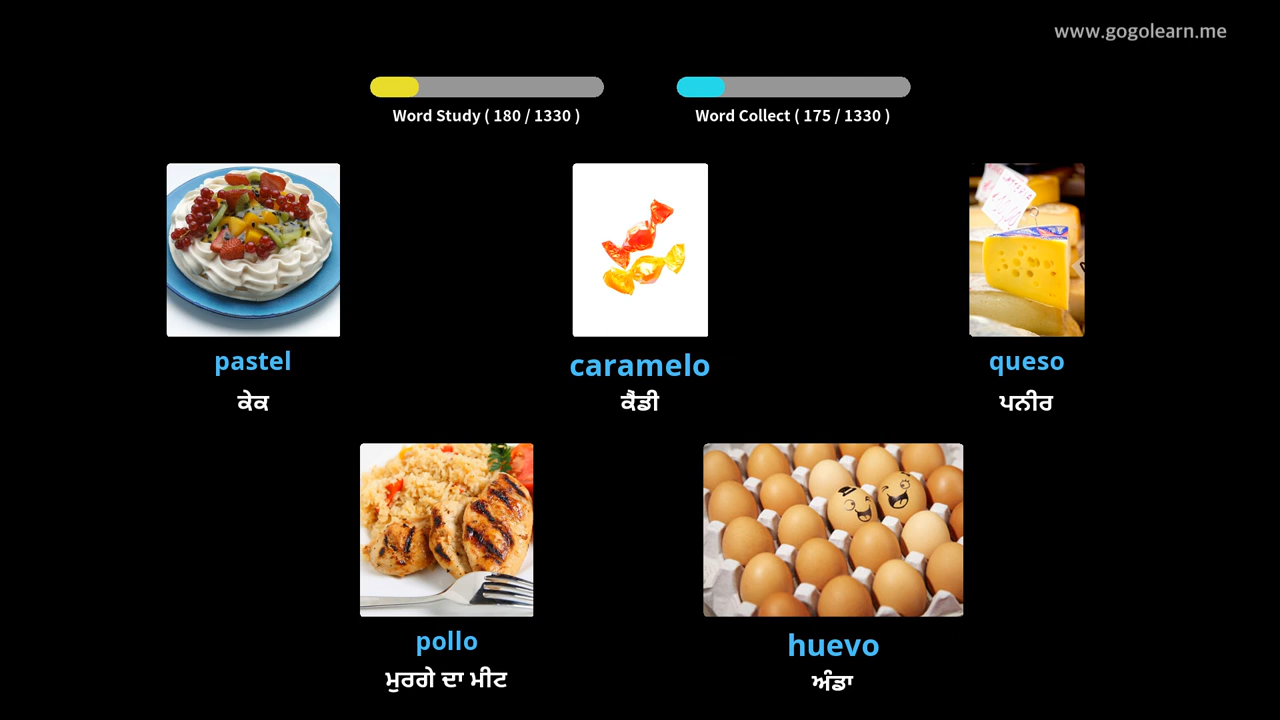 www.gogolearn.me
Word Study ( 180 / 1330 )
Word Collect ( 175 / 1330 )
pastel
ਕੇਕ
caramelo
ਕੈਂਡੀ
queso
ਪਨੀਰ
pollo
ਮੁਰਗੇ ਦਾ ਮੀਟ
huevo
ਅੰਡਾ